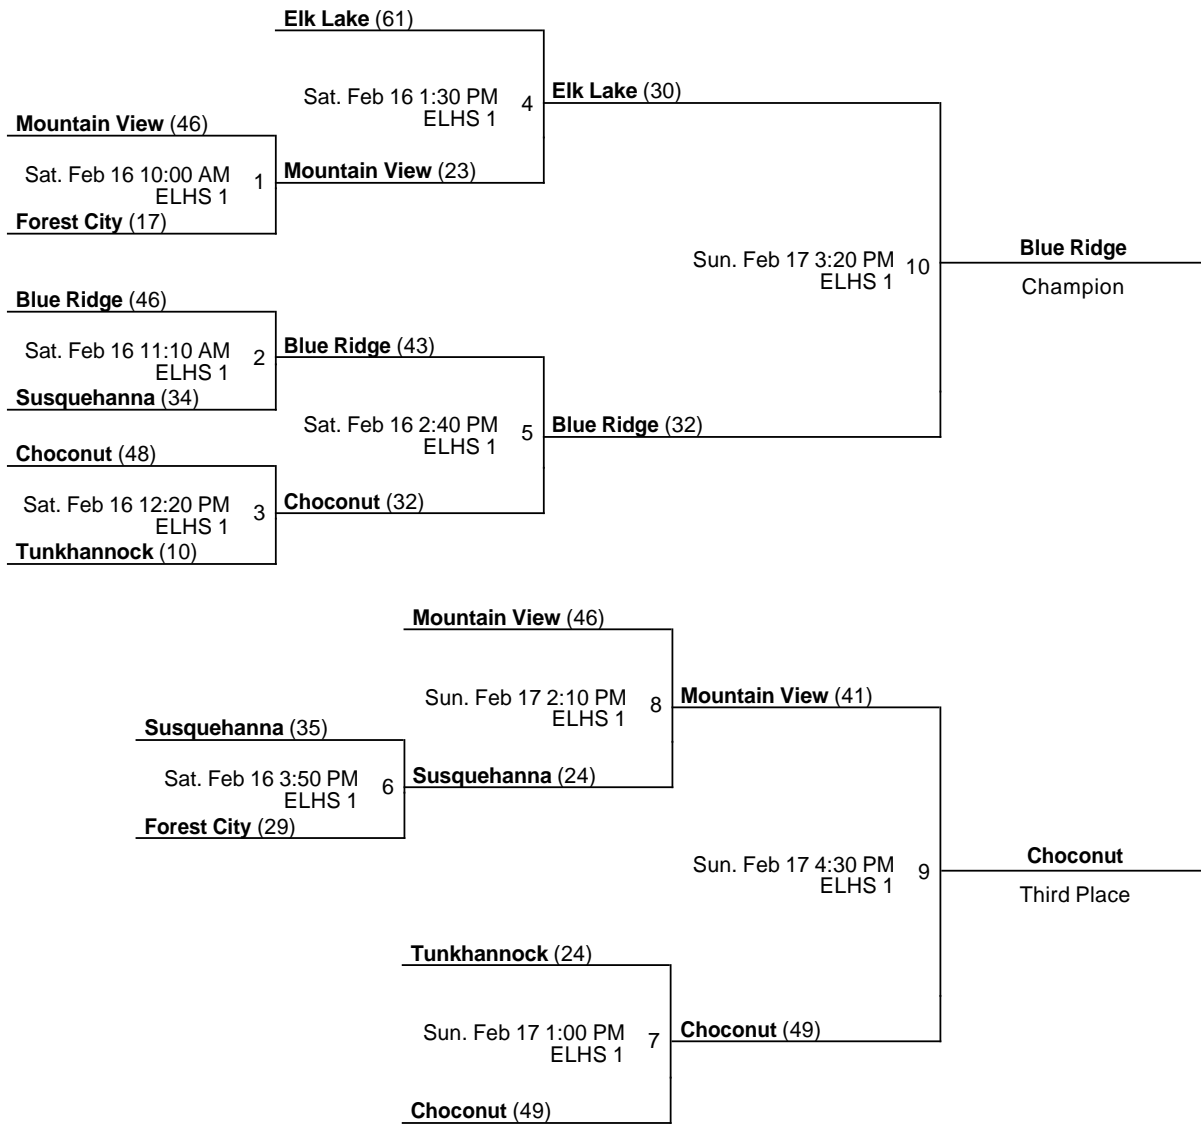 Elk Lake (61)
Sat. Feb 16 1:30 PM
ELHS 1
4
Elk Lake (30)
Mountain View (46)
Sat. Feb 16 10:00 AM
ELHS 1
1
Mountain View (23)
Forest City (17)
Sun. Feb 17 3:20 PM
ELHS 1
10
Blue Ridge
Champion
Blue Ridge (46)
Sat. Feb 16 11:10 AM
ELHS 1
2
Blue Ridge (43)
Susquehanna (34)
Sat. Feb 16 2:40 PM
ELHS 1
5
Blue Ridge (32)
Choconut (48)
Sat. Feb 16 12:20 PM
ELHS 1
3
Choconut (32)
Tunkhannock (10)
Mountain View (46)
Sun. Feb 17 2:10 PM
ELHS 1
8
Mountain View (41)
Susquehanna (35)
Sat. Feb 16 3:50 PM
ELHS 1
6
Susquehanna (24)
Forest City (29)
Sun. Feb 17 4:30 PM
ELHS 1
9
Choconut
Third Place
Tunkhannock (24)
Sun. Feb 17 1:00 PM
ELHS 1
7
Choconut (49)
Choconut (49)